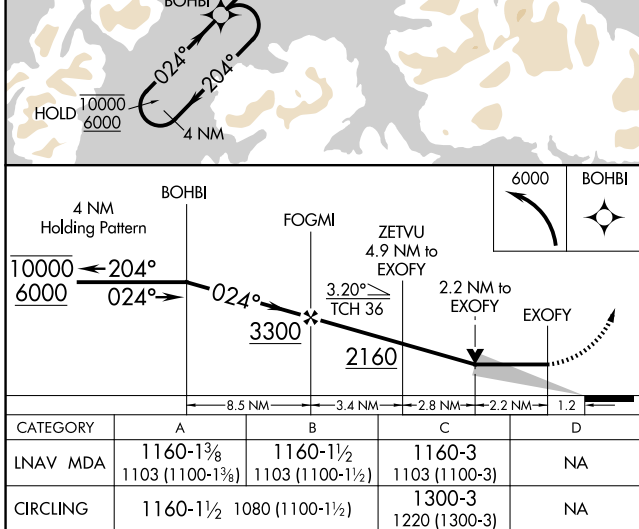 BOHBI
024°
204°
HOLD 10000
6000
4 NM
6000
BOHBI
4 NM
Holding Pattern
BOHBI
FOGMI
ZETVU
4.9 NM to
EXOFY
2.2 NM to
EXOFY
EXOFY
10000
6000
204°
024°
024°
3300
3.20°
TCH 36
2160
8.5 NM 3.4 NM 2.8 NM 2.2 NM 1.2
CATEGORY A B C D
LNAV MDA 1160-1⅜ 1160-1½ 1160-3 NA
1103 (1100-1⅜) 1103 (1100-1½) 1103 (1100-3)
CIRCLING 1160-1½ 1080 (1100-1½) 1300-3 NA
1220 (1300-3)